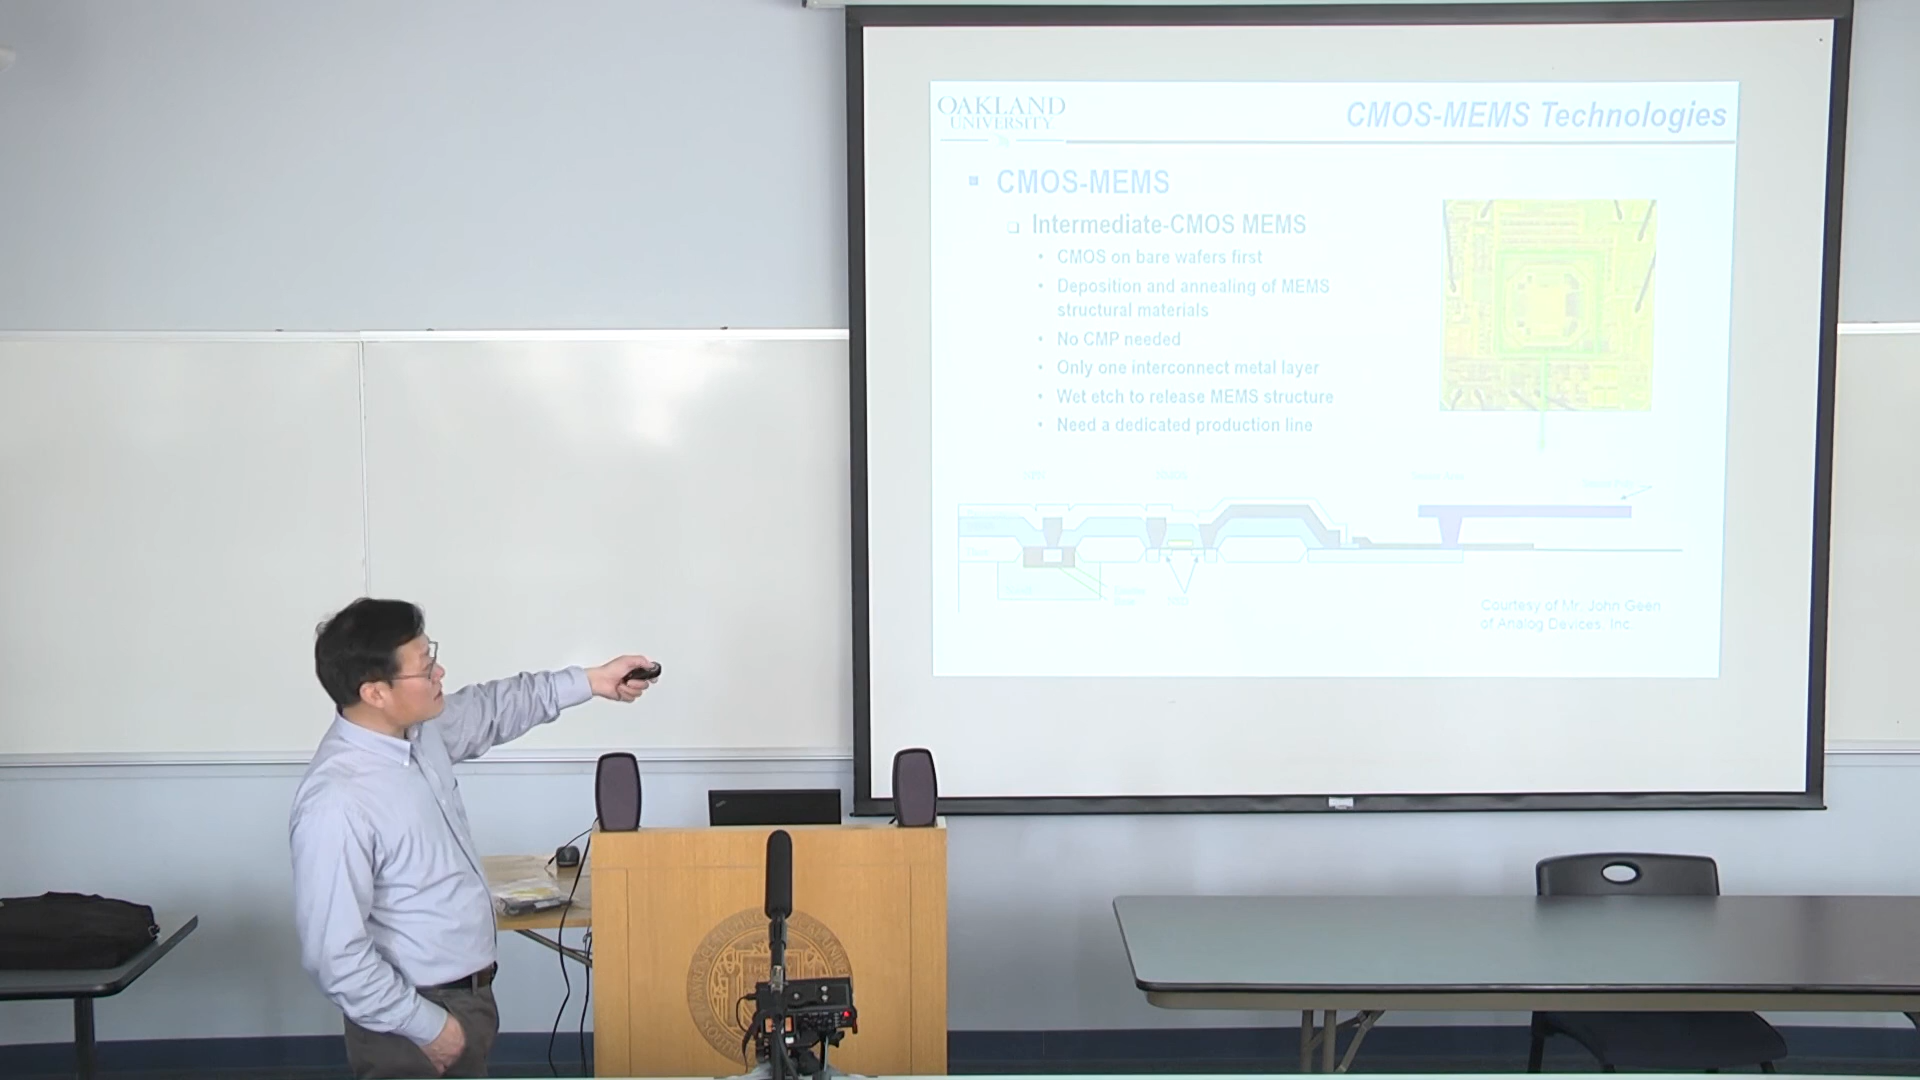 OAKLAND
UNIVERSITY
CMOS-MEMS Technologies
CMOS-MEMS
Intermediate-CMOS MEMS
CMOS on bare wafers first
Deposition and annealing of MEMS
structural materials
No CMP needed
Only one interconnect metal layer
Wet etch to release MEMS structure
Need a dedicated production line
Courtesy of Mr. John Geen
of Analog Devices, Inc.